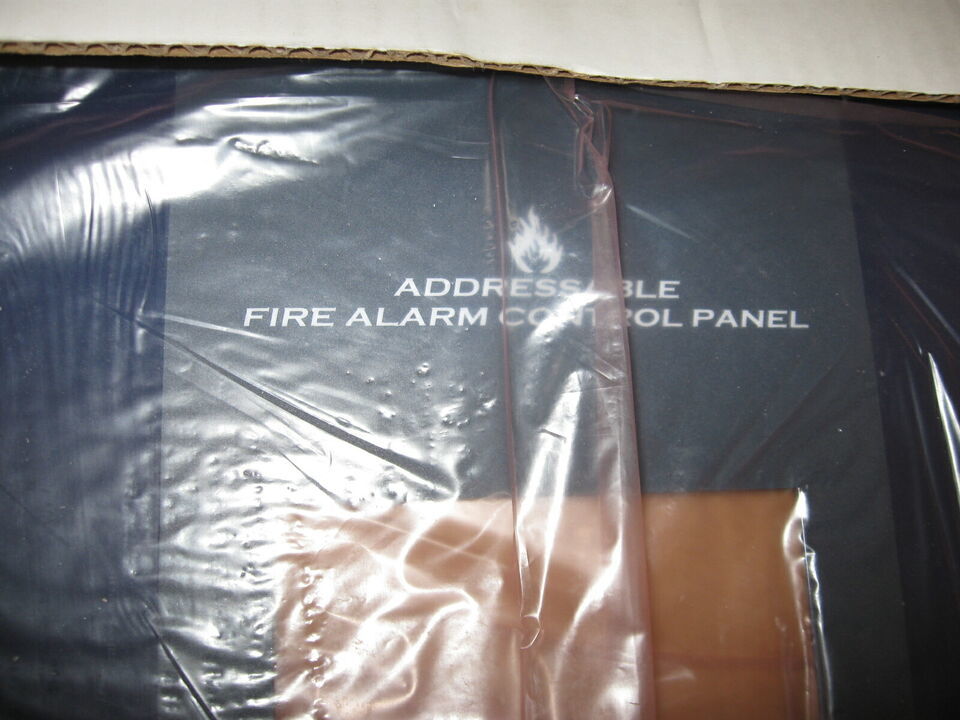 ADDRESSABLE
FIRE ALARM CONTROL PANEL